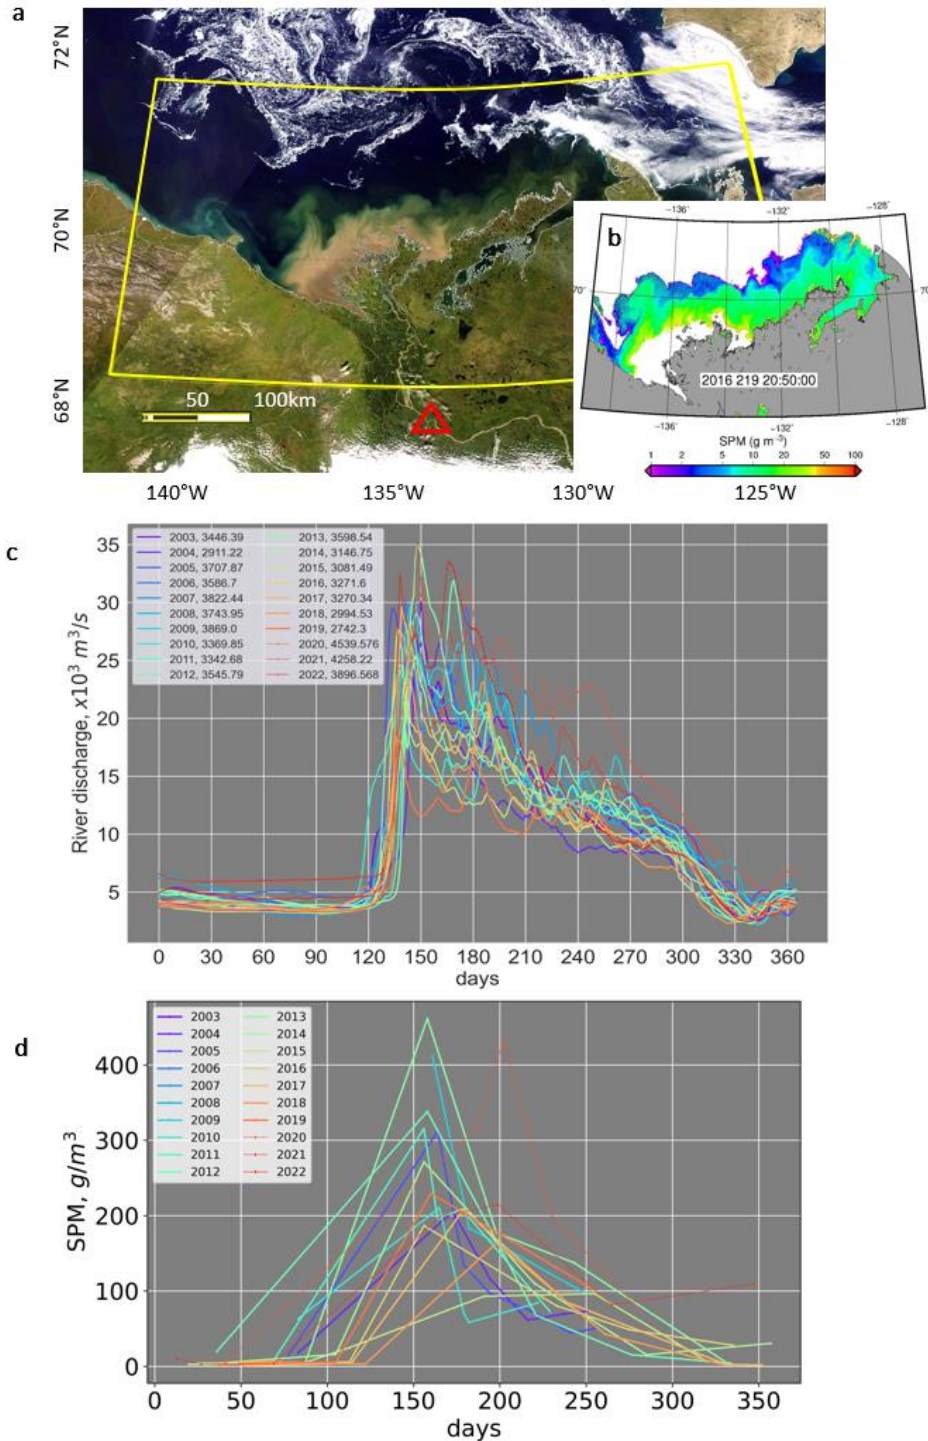 a
72°N
70°N
68°N
50 100km
140°W 135°W 130°W 125°W
b
-136° -132° -128°
70° 70
2016 219 20:50:00
-136° -132° -128°
SPM (g m⁻³)
1 2 5 10 20 50 100
c
River discharge, x10³ m³/s
35
30
25
20
15
10
5
2003, 3446.39
2004, 2911.22
2005, 3707.87
2006, 3586.7
2007, 3822.44
2008, 3743.95
2009, 3869.0
2010, 3369.85
2011, 3342.68
2012, 3545.79
2013, 3598.54
2014, 3146.75
2015, 3081.49
2016, 3271.6
2017, 3270.34
2018, 2994.53
2019, 2742.3
2020, 4539.576
2021, 4258.22
2022, 3896.568
0 30 60 90 120 150 180 210 240 270 300 330 360
days
d
SPM, g/m³
400
300
200
100
0
2003
2004
2005
2006
2007
2008
2009
2010
2011
2012
2013
2014
2015
2016
2017
2018
2019
2020
2021
2022
0 50 100 150 200 250 300 350
days